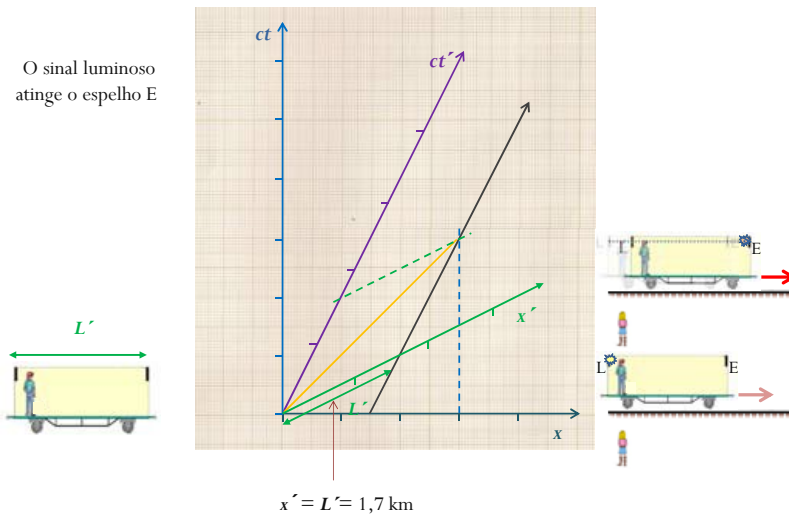 O sinal luminoso
atinge o espelho E
ct
ct´
x´
L´
x
L´
x´ = L´= 1,7 km
L
E
L
E